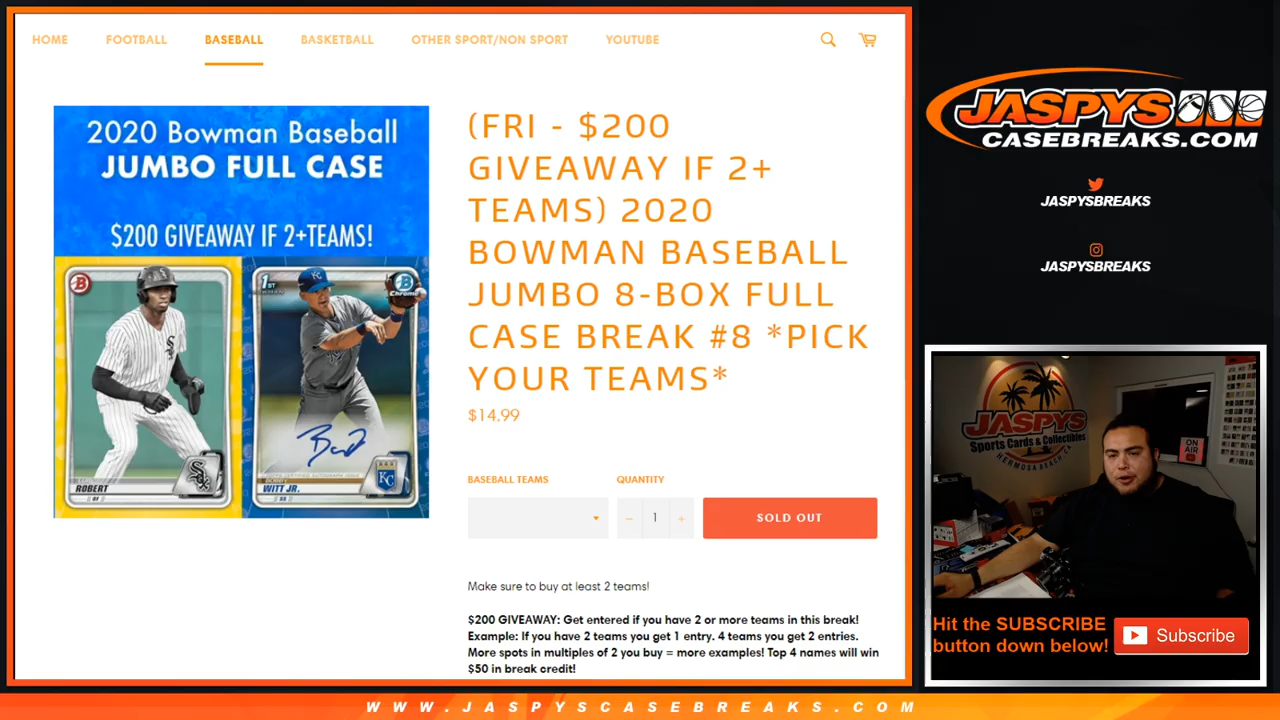 HOME FOOTBALL BASEBALL BASKETBALL OTHER SPORT/NON SPORT YOUTUBE
2020 Bowman Baseball
JUMBO FULL CASE
$200 GIVEAWAY IF 2+TEAMS!
1ST
Chrome
ROBERT
WITT JR.
(FRI - $200
GIVEAWAY IF 2+
TEAMS) 2020
BOWMAN BASEBALL
JUMBO 8-BOX FULL
CASE BREAK #8 *PICK
YOUR TEAMS*
$14.99
BASEBALL TEAMS QUANTITY
− 1 + SOLD OUT
Make sure to buy at least 2 teams!
$200 GIVEAWAY: Get entered if you have 2 or more teams in this break!
Example: If you have 2 teams you get 1 entry. 4 teams you get 2 entries.
More spots in multiples of 2 you buy = more examples! Top 4 names will win
$50 in break credit!
JASPYS
CASEBREAKS.COM
JASPYSBREAKS
JASPYSBREAKS
JASPYS
Sports Cards & Collectibles
HERMOSA BEACH, CA
ON
AIR
Hit the SUBSCRIBE
button down below!
Subscribe
WWW.JASPYSCASEBREAKS.COM